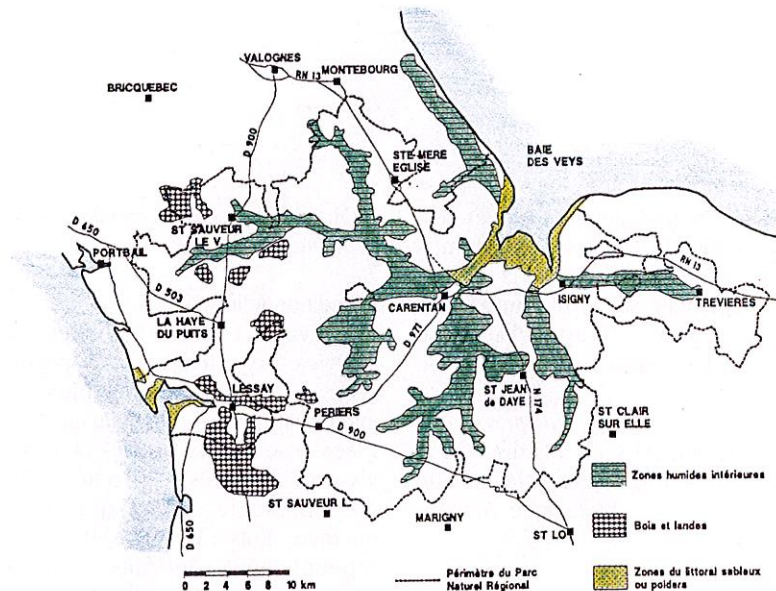 VALOGNES
RN 13
MONTEBOURG
BRICQUEBEC
D 900
STE-MERE
EGLISE
BAIE
DES VEYS
D 650
ST SAUVEUR
LE V.
PORTBAIL
D 503
RN 13
CARENTAN
ISIGNY
TREVIERES
LA HAYE
DU PUITS
D 971
LESSAY
ST JEAN
de DAYE
N 174
PERIERS
D 900
ST CLAIR
SUR ELLE
Zones humides intérieures
ST SAUVEUR L.
MARIGNY
ST LO
Bois et landes
D 650
0 2 4 6 8 10 km
Périmètre du Parc
Naturel Régional
Zones du littoral sableux
ou polders